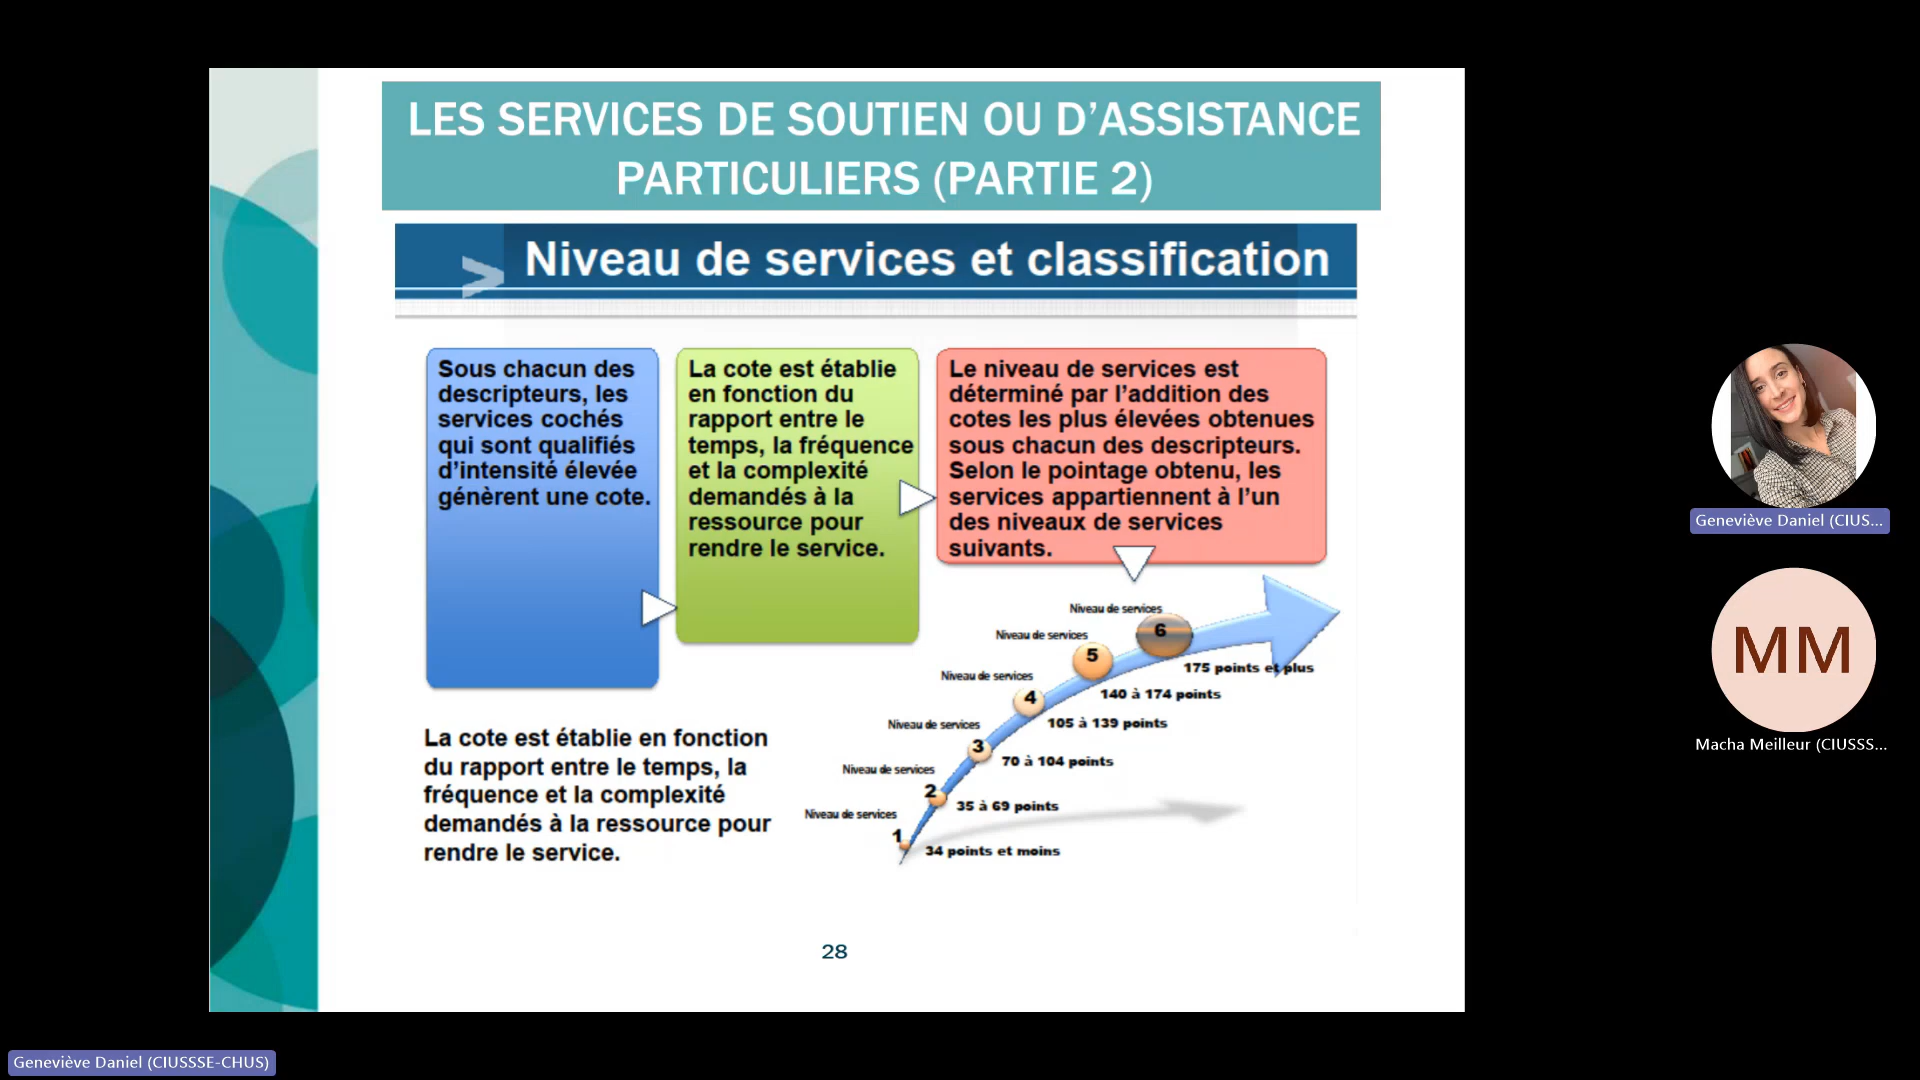 LES SERVICES DE SOUTIEN OU D’ASSISTANCE
PARTICULIERS (PARTIE 2)
> Niveau de services et classification
Sous chacun des
descripteurs, les
services cochés
qui sont qualifiés
d’intensité élevée
génèrent une cote.
La cote est établie
en fonction du
rapport entre le
temps, la fréquence
et la complexité
demandés à la
ressource pour
rendre le service.
Le niveau de services est
déterminé par l’addition des
cotes les plus élevées obtenues
sous chacun des descripteurs.
Selon le pointage obtenu, les
services appartiennent à l’un
des niveaux de services
suivants.
Niveau de services
6
175 points et plus
Niveau de services
5
140 à 174 points
Niveau de services
4
105 à 139 points
Niveau de services
3
70 à 104 points
Niveau de services
2
35 à 69 points
Niveau de services
1
34 points et moins
La cote est établie en fonction
du rapport entre le temps, la
fréquence et la complexité
demandés à la ressource pour
rendre le service.
28
Geneviève Daniel (CIUS...
MM
Macha Meilleur (CIUSSS...
Geneviève Daniel (CIUSSSE-CHUS)